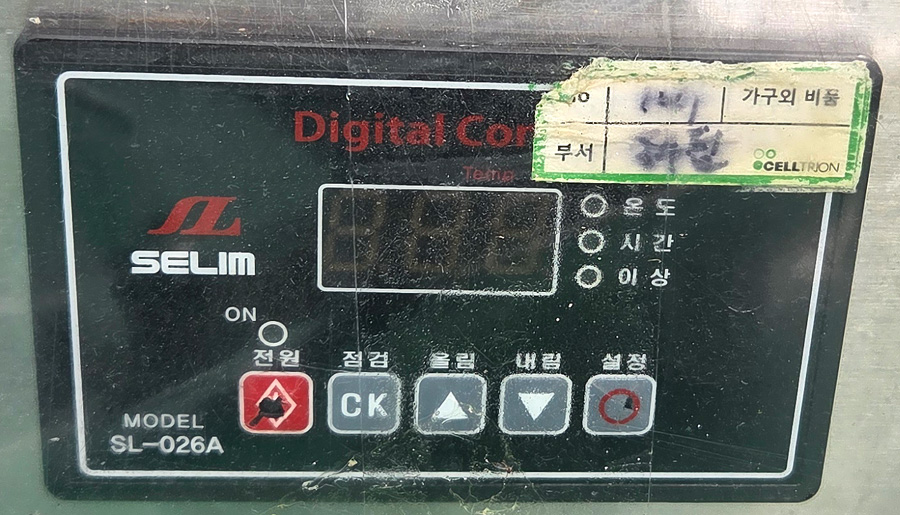 가구외 비품
부서
CELLTRION
Digital Con
Temp
온도
시간
이상
SELIM
ON
전원 점검 올림 내림 설정
CK
MODEL
SL-026A